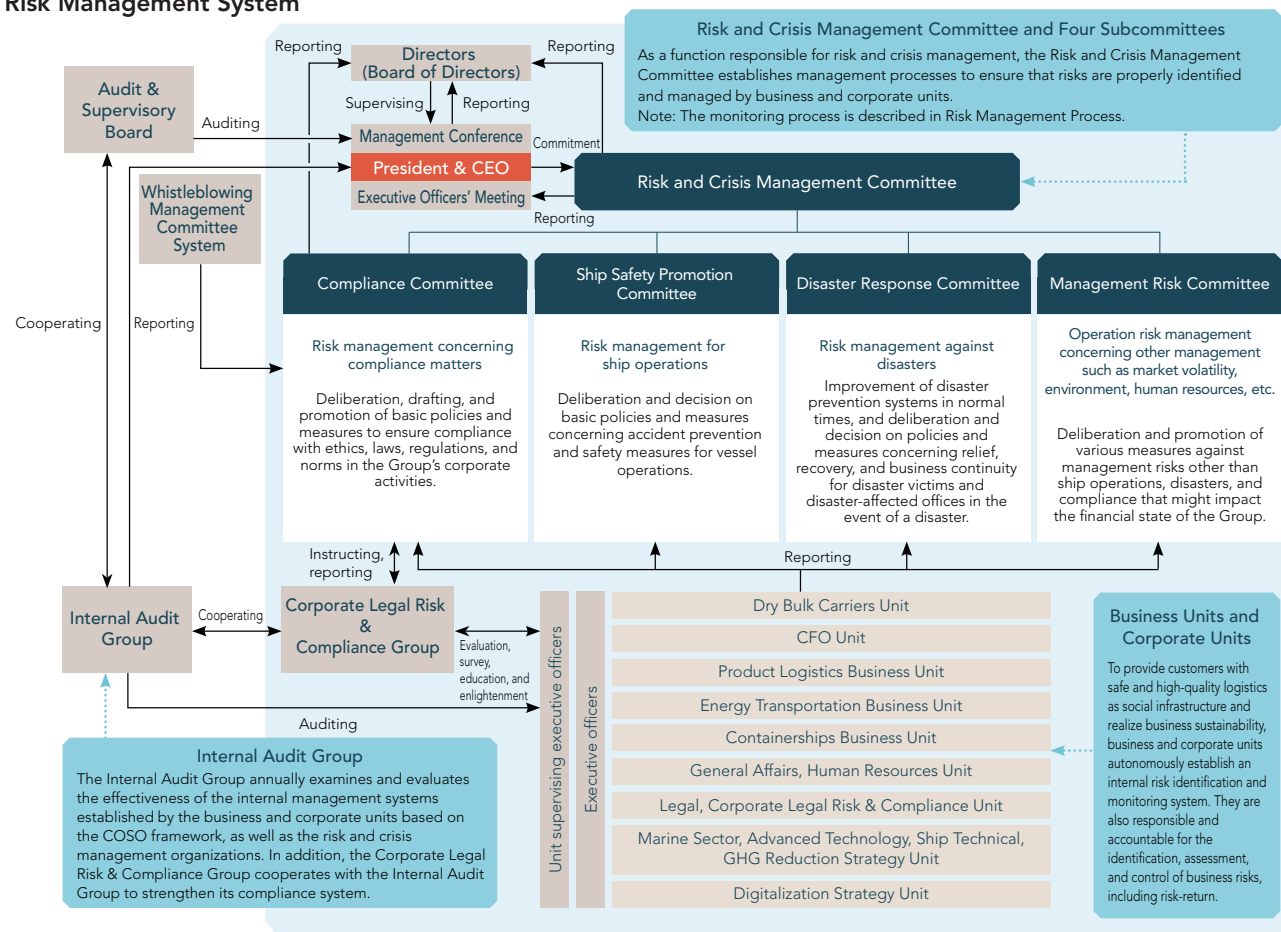 Risk Management System
Risk and Crisis Management Committee and Four Subcommittees
As a function responsible for risk and crisis management, the Risk and Crisis Management
Committee establishes management processes to ensure that risks are properly identified
and managed by business and corporate units.
Note: The monitoring process is described in Risk Management Process.
Reporting
Directors
(Board of Directors)
Reporting
Audit &
Supervisory
Board
Auditing
Supervising
Reporting
Management Conference
Commitment
President & CEO
Executive Officers' Meeting
Reporting
Risk and Crisis Management Committee
Whistleblowing
Management
Committee
System
Cooperating
Reporting
Compliance Committee
Risk management concerning
compliance matters
Deliberation, drafting, and
promotion of basic policies and
measures to ensure compliance
with ethics, laws, regulations, and
norms in the Group's corporate
activities.
Ship Safety Promotion
Committee
Risk management for
ship operations
Deliberation and decision on
basic policies and measures
concerning accident prevention
and safety measures for vessel
operations.
Disaster Response Committee
Risk management against
disasters
Improvement of disaster
prevention systems in normal
times, and deliberation and
decision on policies and
measures concerning relief,
recovery, and business continuity
for disaster victims and
disaster-affected offices in the
event of a disaster.
Management Risk Committee
Operation risk management
concerning other management
such as market volatility,
environment, human resources, etc.
Deliberation and promotion of
various measures against
management risks other than
ship operations, disasters, and
compliance that might impact
the financial state of the Group.
Instructing,
reporting
Reporting
Internal Audit
Group
Cooperating
Corporate Legal Risk
&
Compliance Group
Evaluation,
survey,
education, and
enlightenment
Auditing
Unit supervising executive officers
Executive officers
Dry Bulk Carriers Unit
CFO Unit
Product Logistics Business Unit
Energy Transportation Business Unit
Containerships Business Unit
General Affairs, Human Resources Unit
Legal, Corporate Legal Risk & Compliance Unit
Marine Sector, Advanced Technology, Ship Technical,
GHG Reduction Strategy Unit
Digitalization Strategy Unit
Business Units and
Corporate Units
To provide customers with
safe and high-quality logistics
as social infrastructure and
realize business sustainability,
business and corporate units
autonomously establish an
internal risk identification and
monitoring system. They are
also responsible and
accountable for the
identification, assessment,
and control of business risks,
including risk-return.
Internal Audit Group
The Internal Audit Group annually examines and evaluates
the effectiveness of the internal management systems
established by the business and corporate units based on
the COSO framework, as well as the risk and crisis
management organizations. In addition, the Corporate Legal
Risk & Compliance Group cooperates with the Internal Audit
Group to strengthen its compliance system.